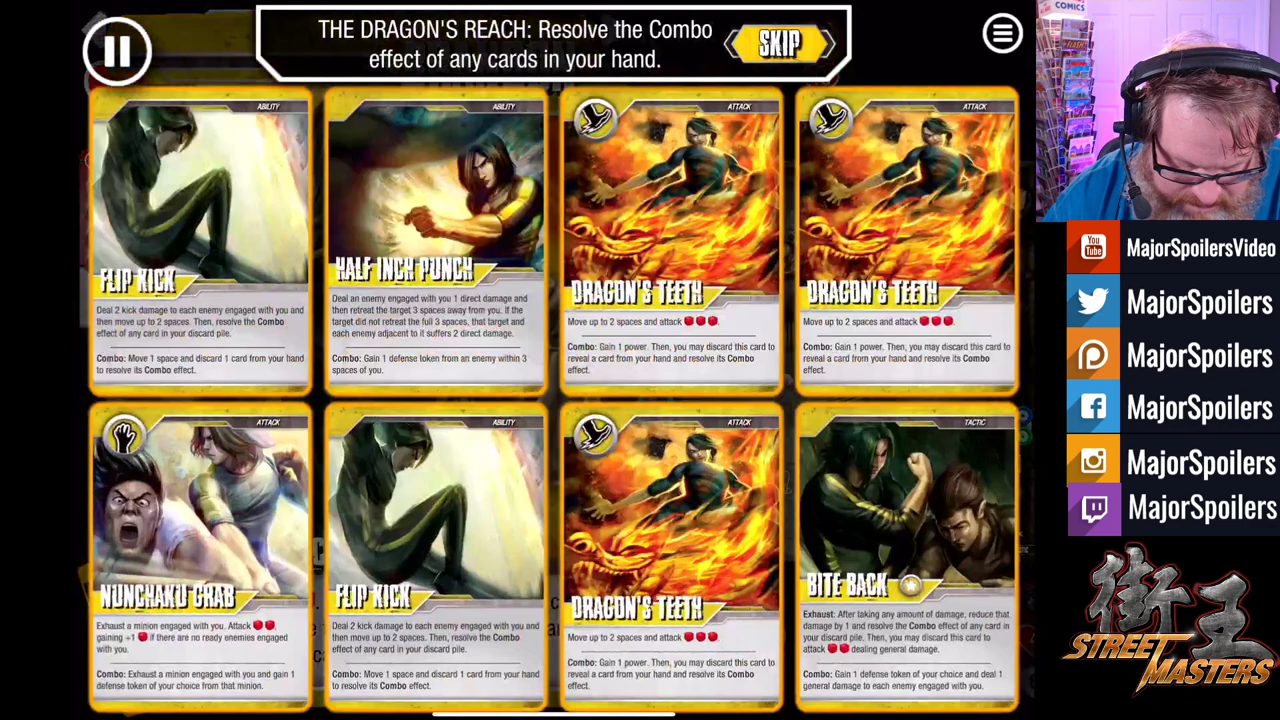 THE DRAGON'S REACH: Resolve the Combo
effect of any cards in your hand.
SKIP
COMICS
FLASH
ABILITY
FLIP KICK
Deal 2 kick damage to each enemy engaged with you and
then move up to 2 spaces. Then, resolve the Combo
effect of any card in your discard pile.
Combo: Move 1 space and discard 1 card from your hand
to resolve its Combo effect.
ABILITY
HALF INCH PUNCH
Deal an enemy engaged with you 1 direct damage and
then retreat the target 3 spaces away from you. If the
target did not retreat the full 3 spaces, that target and
each enemy adjacent to it suffers 2 direct damage.
Combo: Gain 1 defense token from an enemy within 3
spaces of you.
ATTACK
DRAGON'S TEETH
Move up to 2 spaces and attack .
Combo: Gain 1 power. Then, you may discard this card to
reveal a card from your hand and resolve its Combo
effect.
ATTACK
DRAGON'S TEETH
Move up to 2 spaces and attack .
Combo: Gain 1 power. Then, you may discard this card to
reveal a card from your hand and resolve its Combo
effect.
ATTACK
NUNCHAKU GRAB
Exhaust a minion engaged with you. Attack ,
gaining +1 if there are no ready enemies engaged
with you.
Combo: Exhaust a minion engaged with you and gain 1
defense token of your choice from that minion.
ABILITY
FLIP KICK
Deal 2 kick damage to each enemy engaged with you and
then move up to 2 spaces. Then, resolve the Combo
effect of any card in your discard pile.
Combo: Move 1 space and discard 1 card from your hand
to resolve its Combo effect.
ATTACK
DRAGON'S TEETH
Move up to 2 spaces and attack .
Combo: Gain 1 power. Then, you may discard this card to
reveal a card from your hand and resolve its Combo
effect.
TACTIC
BITE BACK
Exhaust: After taking any amount of damage, reduce that
damage by 1 and resolve the Combo effect of any card in
your discard pile. Then, you may discard this card to
attack dealing general damage.
Combo: Gain 1 defense token of your choice and deal 1
general damage to each enemy engaged with you.
You
Tube
MajorSpoilersVideo
MajorSpoilers
MajorSpoilers
MajorSpoilers
MajorSpoilers
MajorSpoilers
街王
STREET
MASTERS